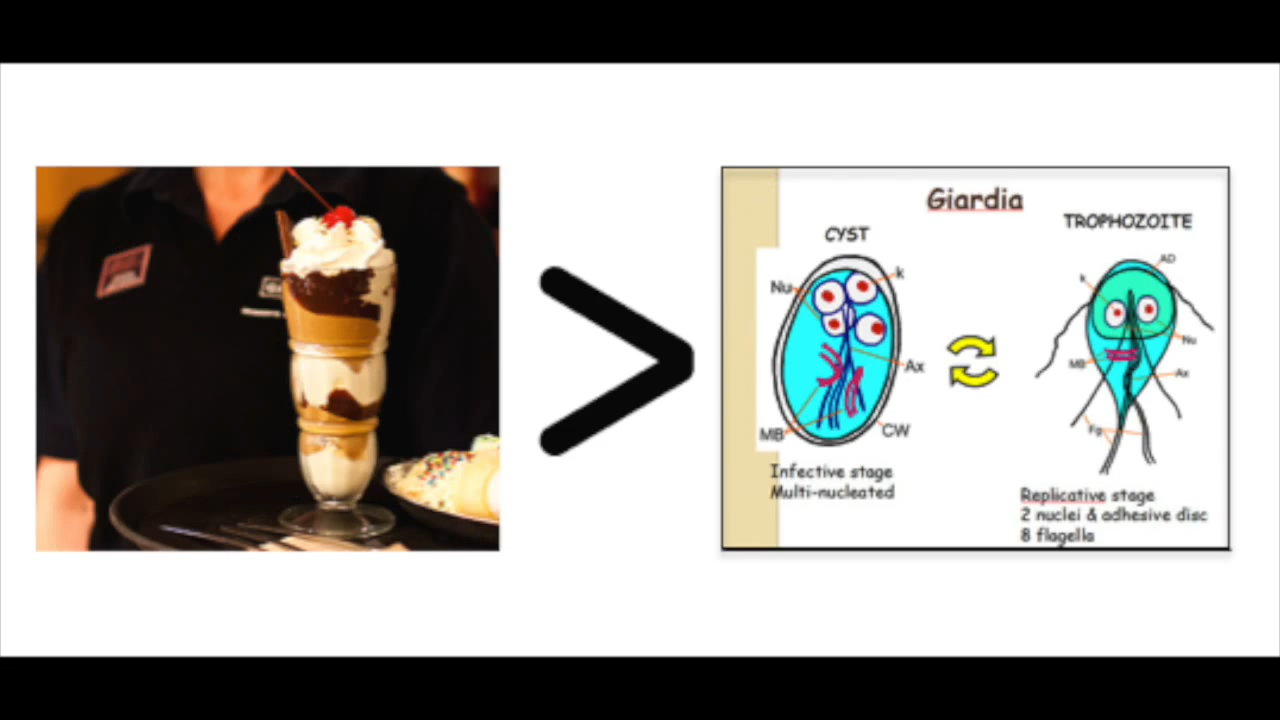 >
Giardia
CYST
TROPHOZOITE
Nu
k
Ax
MB
CW
AD
k
Nu
MB
Ax
Fg
Infective stage
Multi-nucleated
Replicative stage
2 nuclei & adhesive disc
8 flagella